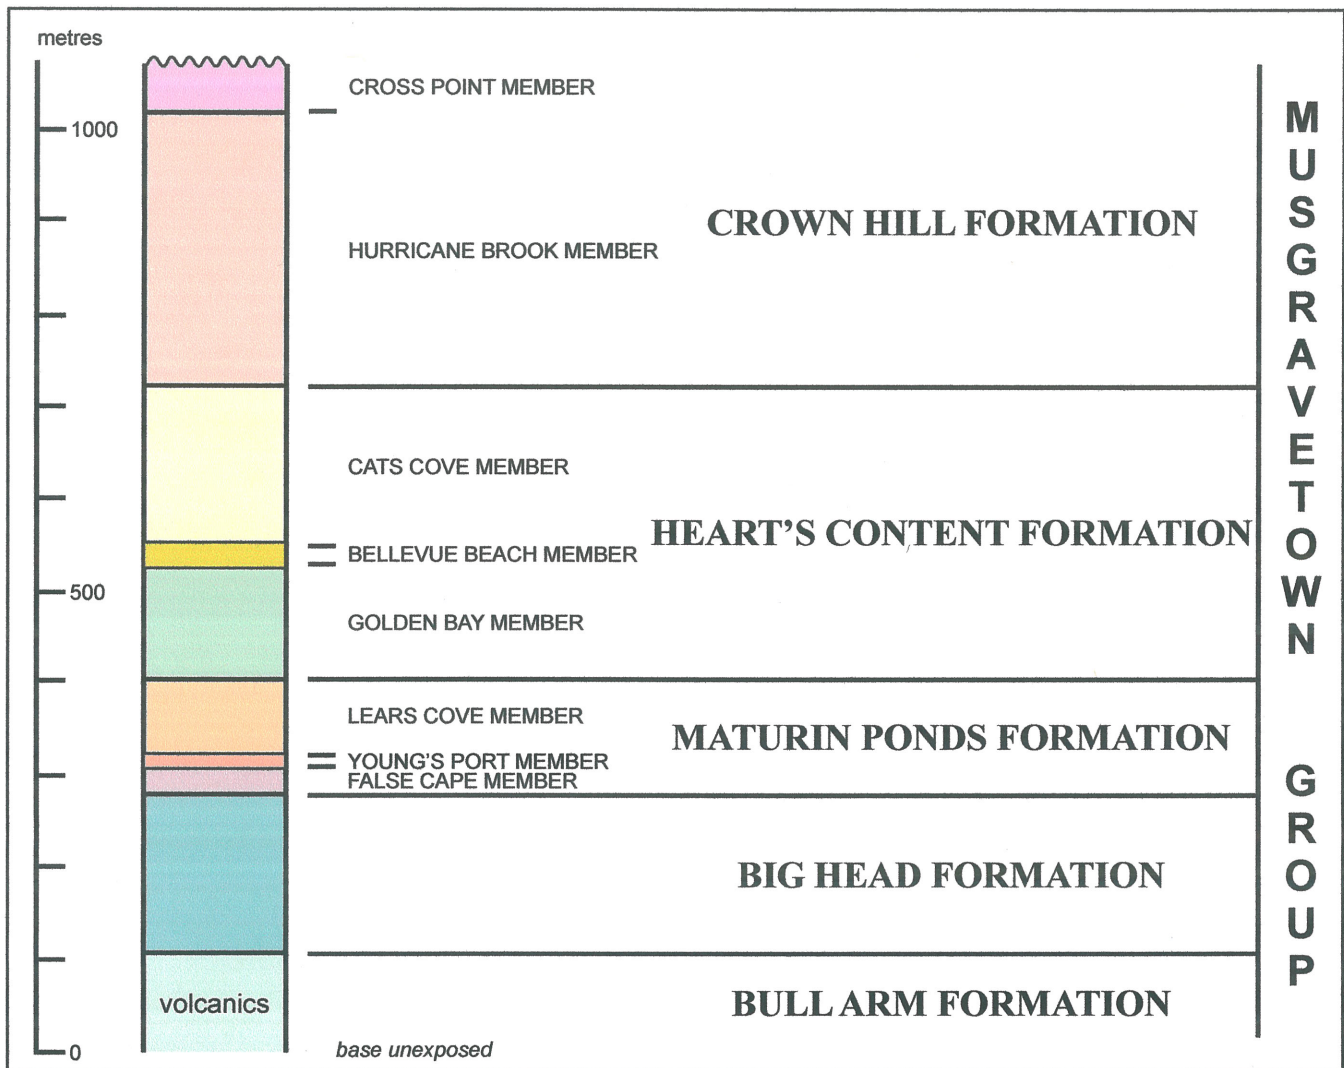 metres
CROSS POINT MEMBER
1000
CROWN HILL FORMATION
HURRICANE BROOK MEMBER
CATS COVE MEMBER
HEART’S CONTENT FORMATION
BELLEVUE BEACH MEMBER
500
GOLDEN BAY MEMBER
LEARS COVE MEMBER
MATURIN PONDS FORMATION
YOUNG'S PORT MEMBER
FALSE CAPE MEMBER
BIG HEAD FORMATION
volcanics
BULL ARM FORMATION
0
base unexposed
MUSGRAVETOWN GROUP